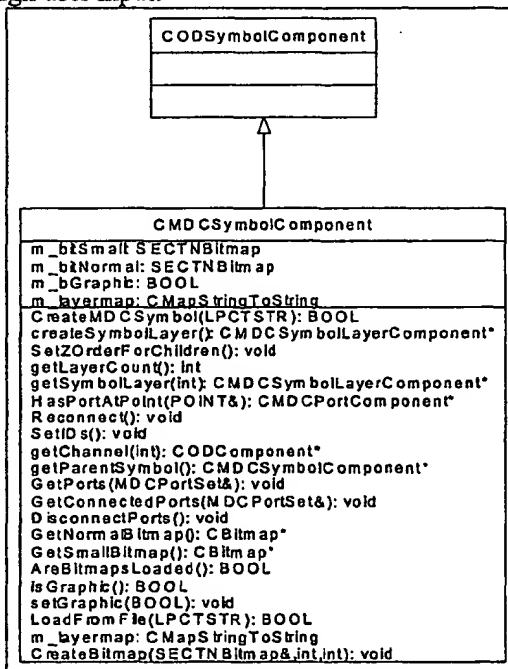 CODSymbolComponent
CMDCSymbolComponent
m_bitSmall: SECTNBitmap
m_bitNormal: SECTNBitmap
m_bGraphic: BOOL
m_layermap: CMapStringToString
CreateMDCSymbol(LPCTSTR): BOOL
createSymbolLayer(): CMDCSymbolLayerComponent*
SetZOrderForChildren(): void
getLayerCount(): int
getSymbolLayer(int): CMDCSymbolLayerComponent*
HasPortAtPoint(POINT&): CMDCPortComponent*
Reconnect(): void
SetIDs(): void
getChannel(int): CODComponent*
getParentSymbol(): CMDCSymbolComponent*
GetPorts(MDCPortSet&): void
GetConnectedPorts(MDCPortSet&): void
DisconnectPorts(): void
GetNormalBitmap(): CBitmap*
GetSmallBitmap(): CBitmap*
AreBitmapsLoaded(): BOOL
isGraphic(): BOOL
setGraphic(BOOL): void
LoadFromFile(LPCTSTR): BOOL
m_layermap: CMapStringToString
CreateBitmap(SECTNBitmap&,int,int): void